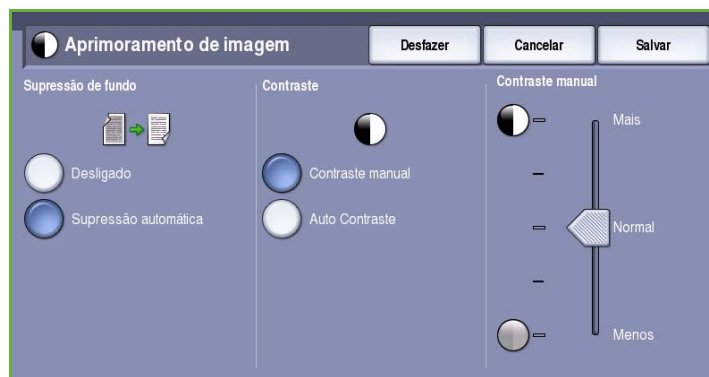 Aprimoramento de imagem
Desfazer
Cancelar
Salvar
Supressão de fundo
Desligado
Supressão automática
Contraste
Contraste manual
Auto Contraste
Contraste manual
Mais
Normal
Menos